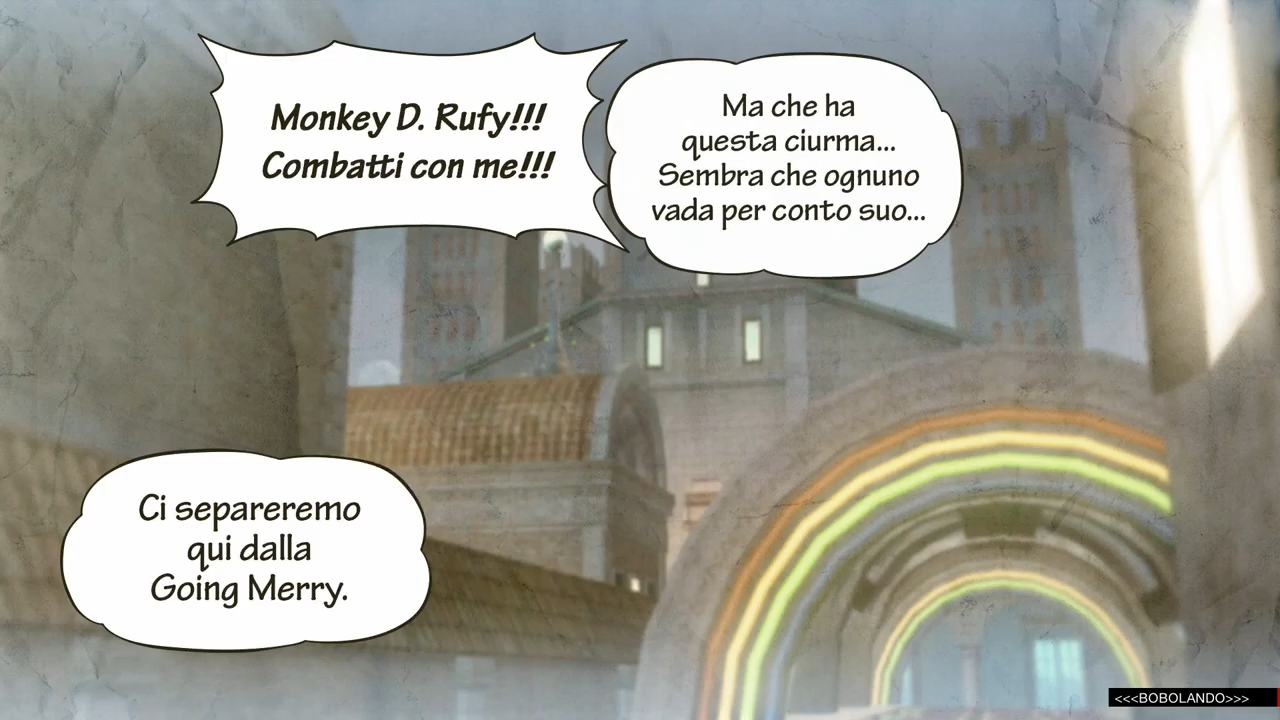 Monkey D. Rufy!!!
Combatti con me!!!
Ma che ha
questa ciurma...
Sembra che ognuno
vada per conto suo...
Ci separeremo
qui dalla
Going Merry.
<<<BOBOLANDO>>>